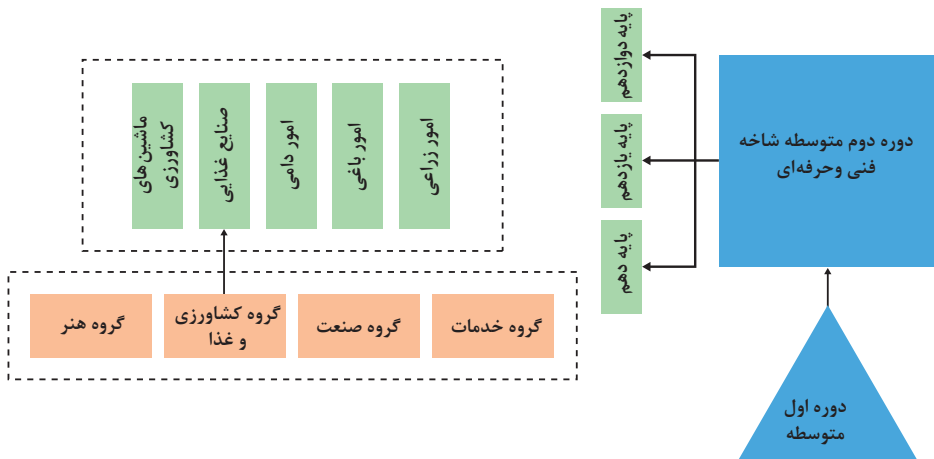 پایه دوازدهم
پایه یازدهم
پایه دهم
دوره دوم متوسطه شاخه
فنی وحرفه‌ای
دوره اول
متوسطه
امور زراعی
امور باغی
امور دامی
صنایع غذایی
ماشین‌های
کشاورزی
گروه خدمات
گروه صنعت
گروه کشاورزی
و غذا
گروه هنر